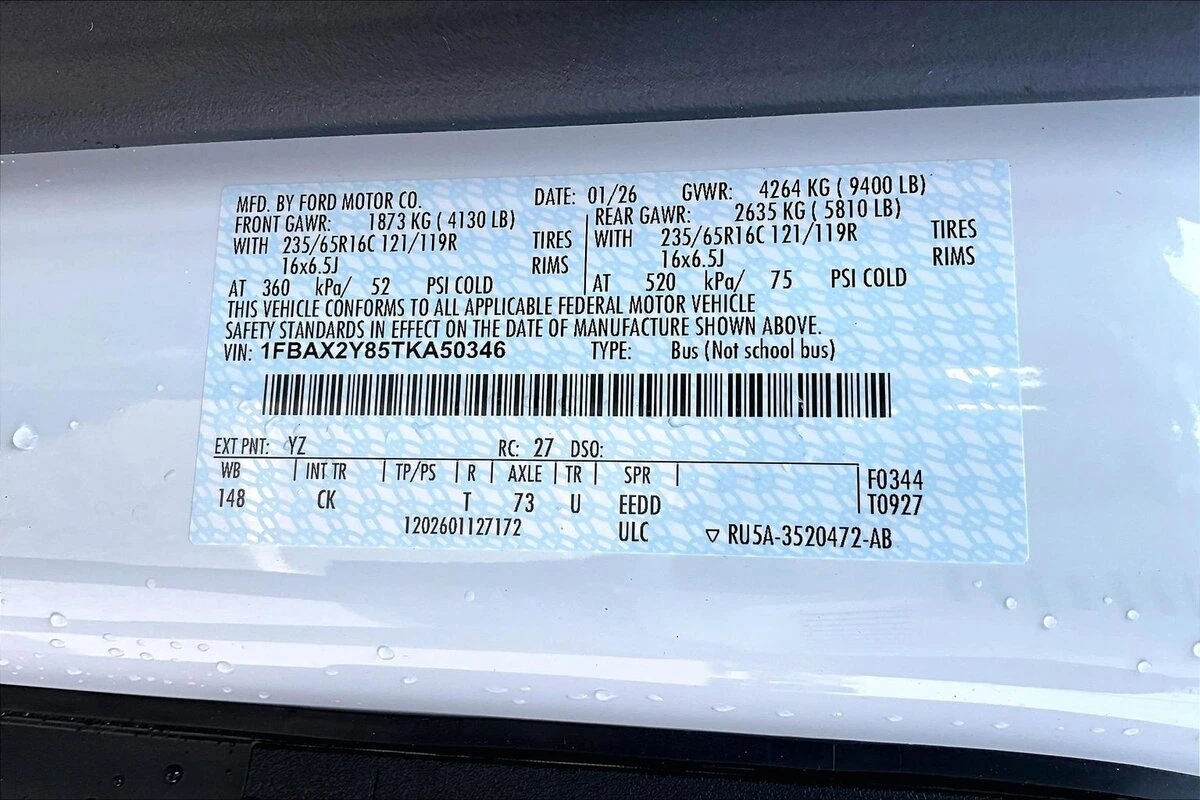 MFD. BY FORD MOTOR CO. DATE: 01/26 GVWR: 4264 KG ( 9400 LB)
FRONT GAWR: 1873 KG ( 4130 LB) REAR GAWR: 2635 KG ( 5810 LB)
WITH 235/65R16C 121/119R TIRES WITH 235/65R16C 121/119R TIRES
16x6.5J RIMS 16x6.5J RIMS
AT 360 kPa/ 52 PSI COLD AT 520 kPa/ 75 PSI COLD
THIS VEHICLE CONFORMS TO ALL APPLICABLE FEDERAL MOTOR VEHICLE
SAFETY STANDARDS IN EFFECT ON THE DATE OF MANUFACTURE SHOWN ABOVE.
VIN: 1FBAX2Y85TKA50346 TYPE: Bus (Not school bus)
EXT PNT: YZ RC: 27 DSO:
WB INT TR TP/PS R AXLE TR SPR F0344
148 CK T 73 U EEDD T0927
1202601127172 ULC ▽ RU5A-3520472-AB